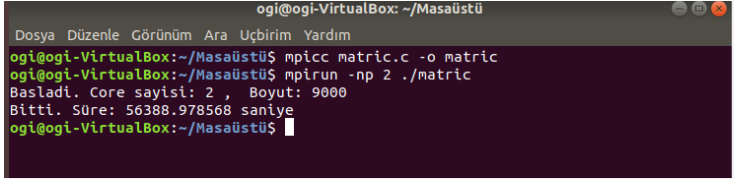 ogi@ogi-VirtualBox: ~/Masaüstü
Dosya Düzenle Görünüm Ara Uçbirim Yardım
ogi@ogi-VirtualBox:~/Masaüstü$ mpicc matric.c -o matric
ogi@ogi-VirtualBox:~/Masaüstü$ mpirun -np 2 ./matric
Basladi. Core sayisi: 2 ,  Boyut: 9000
Bitti. Süre: 56388.978568 saniye
ogi@ogi-VirtualBox:~/Masaüstü$